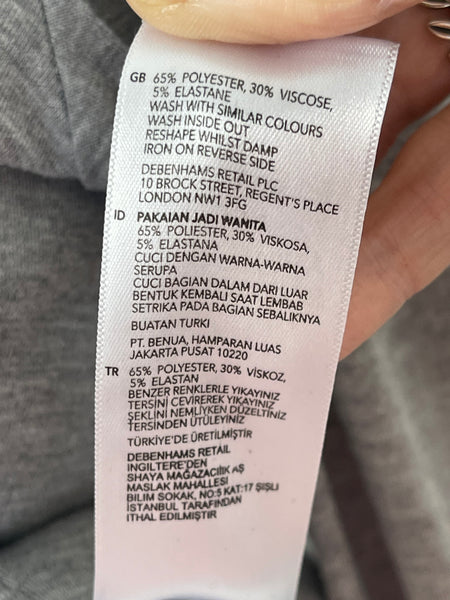 GB 65% POLYESTER, 30% VISCOSE,
5% ELASTANE
WASH WITH SIMILAR COLOURS
WASH INSIDE OUT
RESHAPE WHILST DAMP
IRON ON REVERSE SIDE
DEBENHAMS RETAIL PLC
10 BROCK STREET, REGENT'S PLACE
LONDON NW1 3FG
ID PAKAIAN JADI WANITA
65% POLIESTER, 30% VISKOSA,
5% ELASTANA
CUCI DENGAN WARNA-WARNA
SERUPA
CUCI BAGIAN DALAM DARI LUAR
BENTUK KEMBALI SAAT LEMBAB
SETRIKA PADA BAGIAN SEBALIKNYA
BUATAN TURKI
PT. BENUA, HAMPARAN LUAS
JAKARTA PUSAT 10220
TR 65% POLYESTER, 30% VİSKOZ,
5% ELASTAN
BENZER RENKLERLE YIKAYINIZ
TERSİNİ ÇEVİREREK YIKAYINIZ
ŞEKLİNİ NEMLİYKEN DÜZELTİNİZ
TERSİNDEN ÜTÜLEYİNİZ
TÜRKİYE'DE ÜRETİLMİŞTİR
DEBENHAMS RETAIL
INGİLTERE'DEN
SHAYA MAĞAZACILIK AŞ
MASLAK MAHALLESİ
BILIM SOKAK, NO:5 KAT:17 ŞİŞLİ
İSTANBUL TARAFINDAN
ITHAL EDİLMİŞTİR